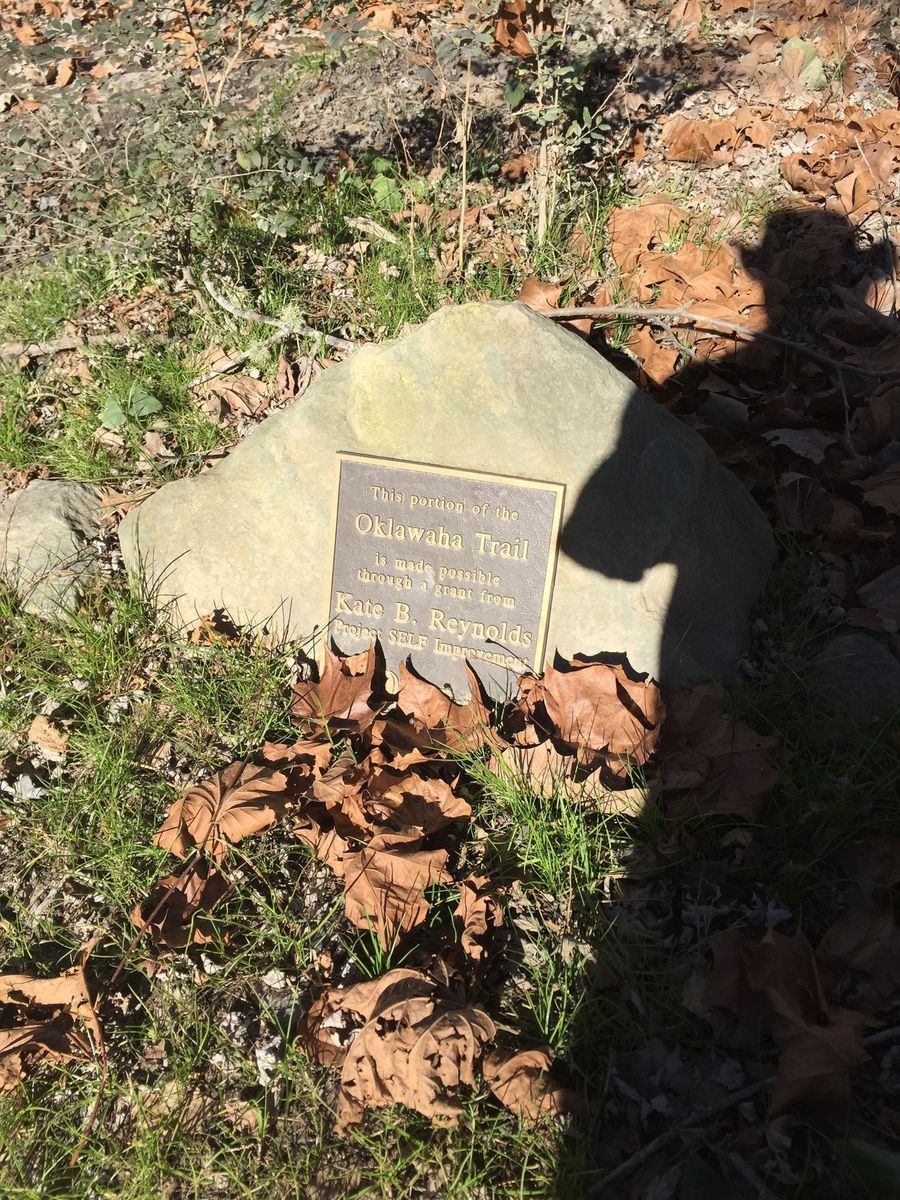 This portion of the
Oklawaha Trail
is made possible
through a grant from
Kate B. Reynolds
Project SELF Improvement